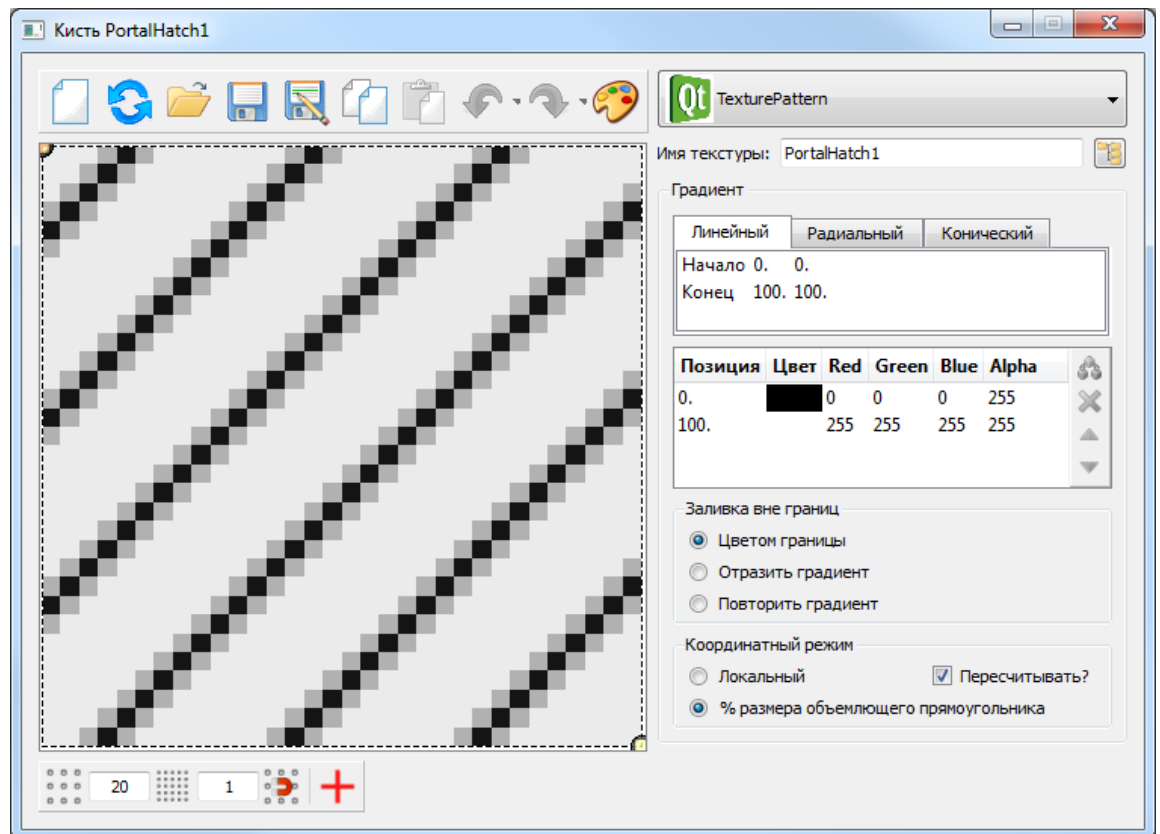 Кисть PortalHatch1
Qt TexturePattern
Имя текстуры: PortalHatch1
Градиент
Линейный Радиальный Конический
Начало 0. 0.
Конец 100. 100.
Позиция Цвет Red Green Blue Alpha
0. 0 0 0 255
100. 255 255 255 255
Заливка вне границ
Цветом границы
Отразить градиент
Повторить градиент
Координатный режим
Локальный Пересчитывать?
% размера объемлющего прямоугольника
20 1